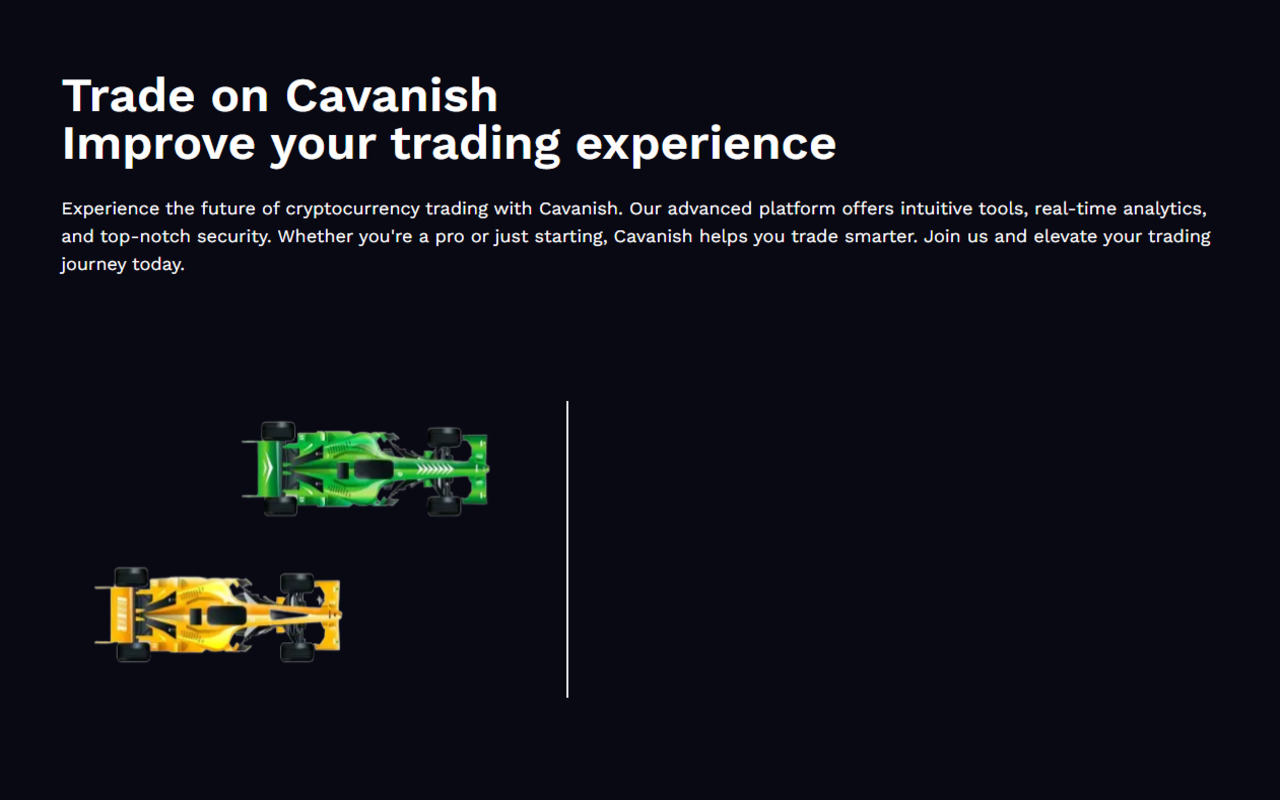 Trade on Cavanish
Improve your trading experience
Experience the future of cryptocurrency trading with Cavanish. Our advanced platform offers intuitive tools, real-time analytics,
and top-notch security. Whether you're a pro or just starting, Cavanish helps you trade smarter. Join us and elevate your trading
journey today.